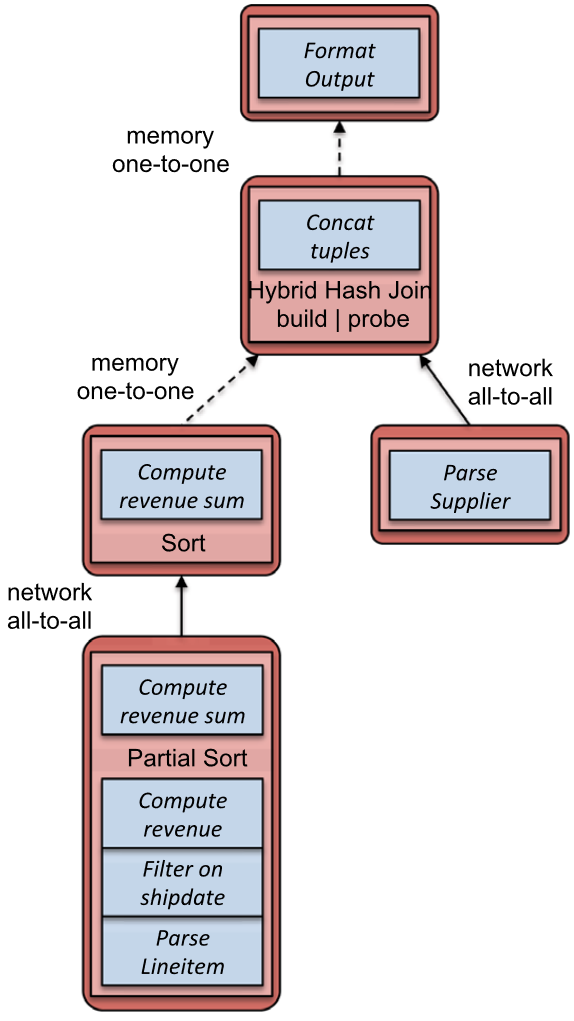 Format
Output
memory
one-to-one
Concat
tuples
Hybrid Hash Join
build | probe
memory
one-to-one
network
all-to-all
Compute
revenue sum
Sort
Parse
Supplier
network
all-to-all
Compute
revenue sum
Partial Sort
Compute
revenue
Filter on
shipdate
Parse
Lineitem